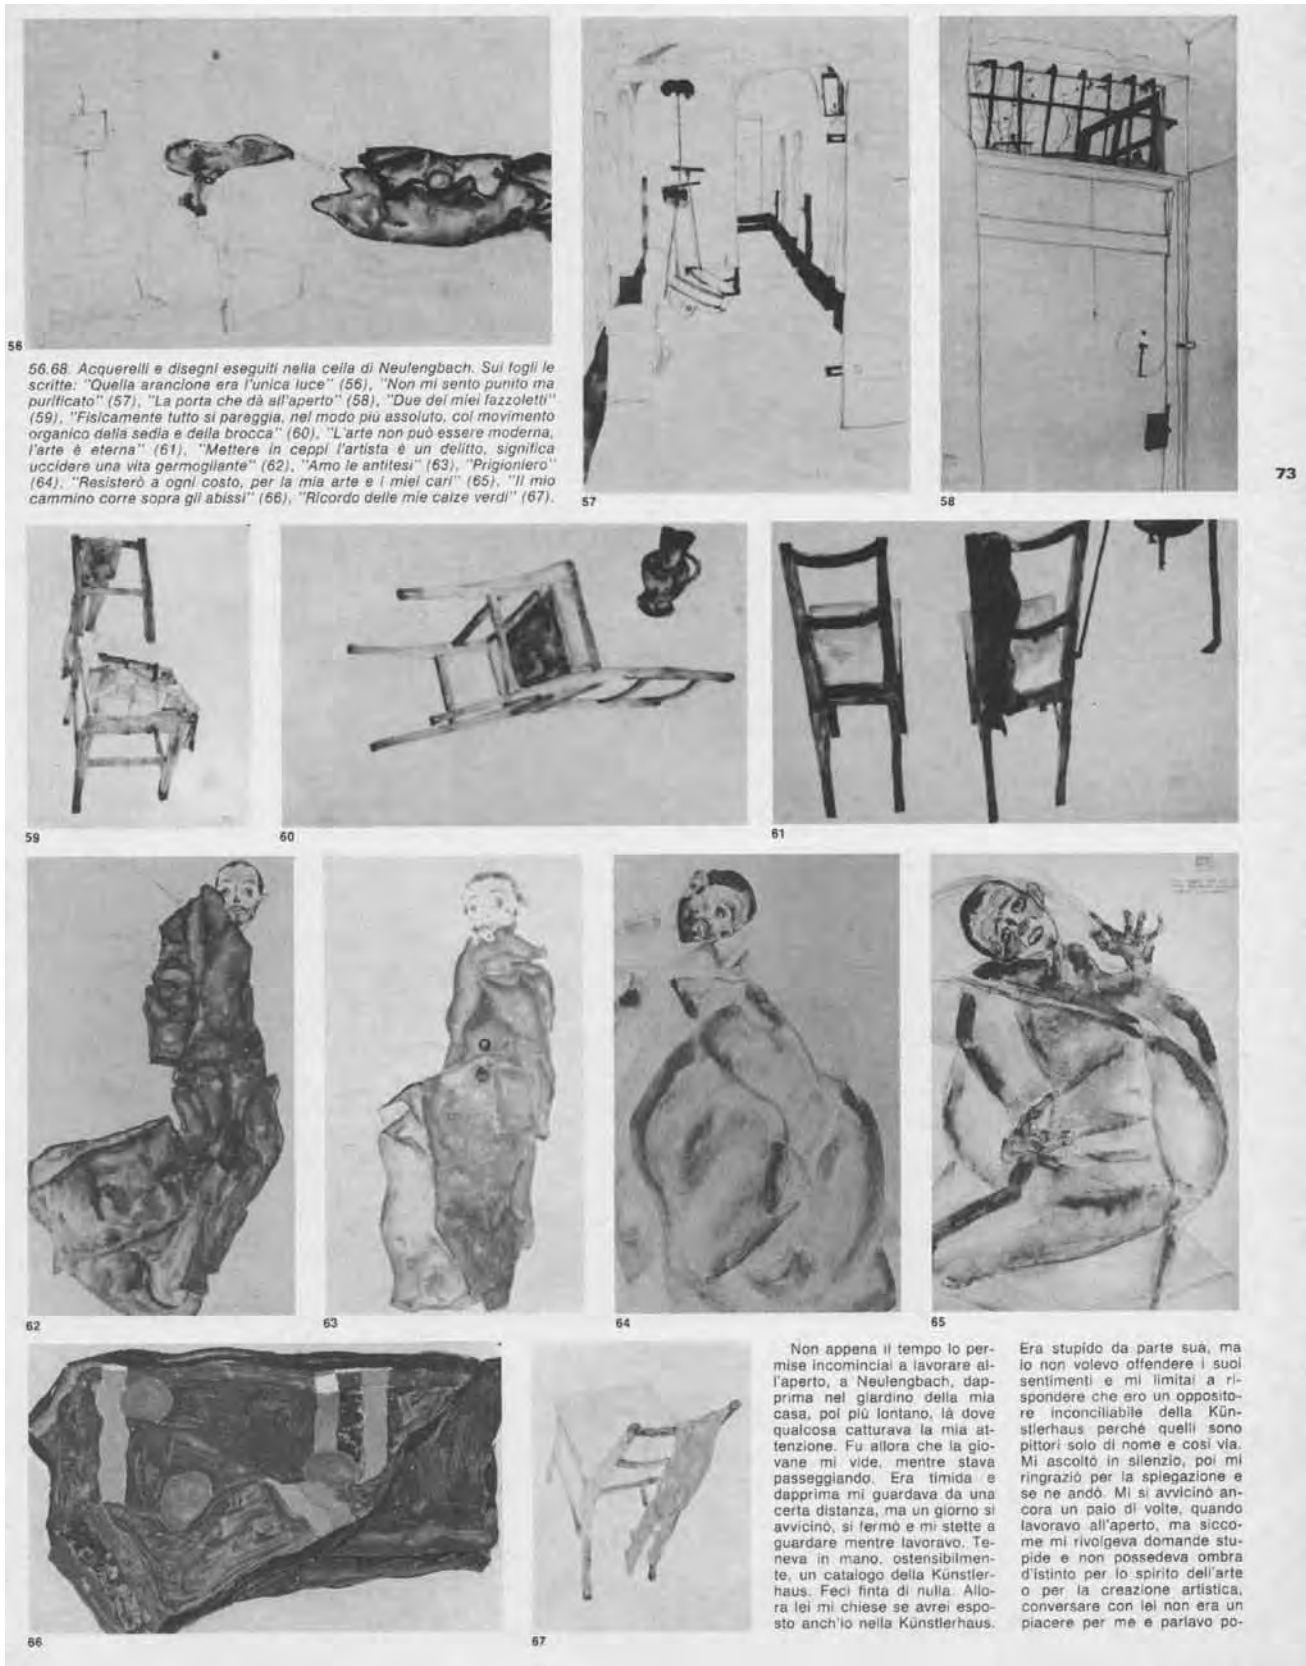 56
56.68. Acquerelli e disegni eseguiti nella cella di Neulengbach. Sui fogli le
scritte: "Quella arancione era l'unica luce" (56), "Non mi sento punito ma
purificato" (57), "La porta che dà all'aperto" (58), "Due dei miei fazzoletti"
(59), "Fisicamente tutto si pareggia, nel modo più assoluto, col movimento
organico della sedia e della brocca" (60), "L'arte non può essere moderna,
l'arte è eterna" (61), "Mettere in ceppi l'artista è un delitto, significa
uccidere una vita germogliante" (62), "Amo le antitesi" (63), "Prigioniero"
(64), "Resisterò a ogni costo, per la mia arte e i miei cari" (65), "Il mio
cammino corre sopra gli abissi" (66), "Ricordo delle mie calze verdi" (67).
57
58
73
59
60
61
62
63
64
65
66
67
Non appena il tempo lo per-
mise incominciai a lavorare al-
l'aperto, a Neulengbach, dap-
prima nel giardino della mia
casa, poi più lontano, là dove
qualcosa catturava la mia at-
tenzione. Fu allora che la gio-
vane mi vide, mentre stava
passeggiando. Era timida e
dapprima mi guardava da una
certa distanza, ma un giorno si
avvicinò, si fermò e mi stette a
guardare mentre lavoravo. Te-
neva in mano, ostensibilmen-
te, un catalogo della Künstler-
haus. Feci finta di nulla. Allo-
ra lei mi chiese se avrei espo-
sto anch'io nella Künstlerhaus.
Era stupido da parte sua, ma
io non volevo offendere i suoi
sentimenti e mi limitai a ri-
spondere che ero un opposito-
re inconciliabile della Kün-
stlerhaus perché quelli sono
pittori solo di nome e così via.
Mi ascoltò in silenzio, poi mi
ringraziò per la spiegazione e
se ne andò. Mi si avvicinò an-
cora un paio di volte, quando
lavoravo all'aperto, ma sicco-
me mi rivolgeva domande stu-
pide e non possedeva ombra
d'istinto per lo spirito dell'arte
o per la creazione artistica,
conversare con lei non era un
piacere per me e parlavo po-